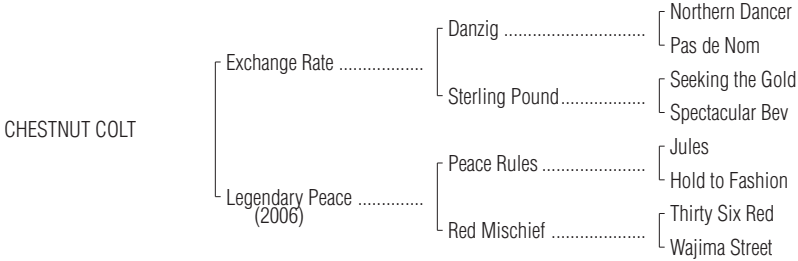 Northern Dancer
Danzig ..............................
Pas de Nom
Exchange Rate ..................
Seeking the Gold
Sterling Pound..................
Spectacular Bev
CHESTNUT COLT
Jules
Peace Rules ......................
Hold to Fashion
Legendary Peace ..............
(2006)
Thirty Six Red
Red Mischief ....................
Wajima Street